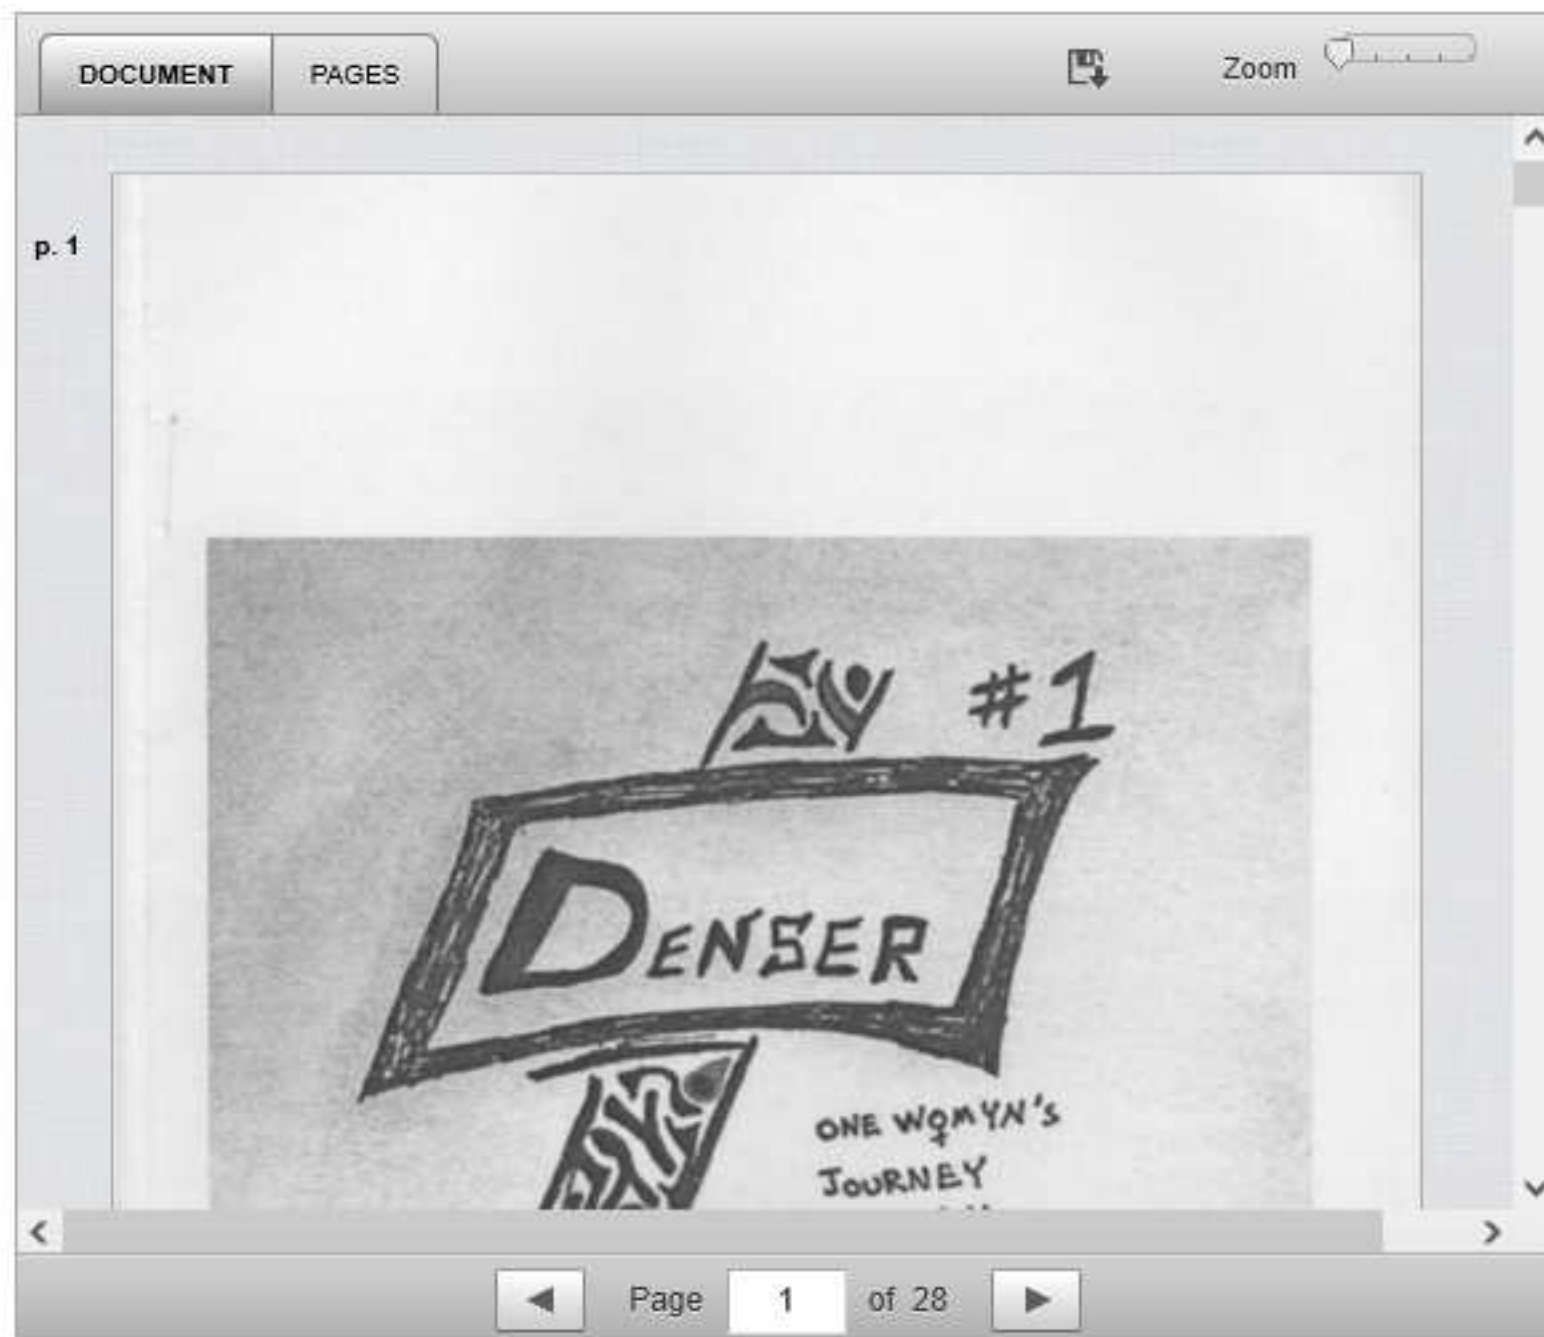 DOCUMENT PAGES Zoom
p. 1
#1
DENSER
ONE WOMYN'S
JOURNEY
Page 1 of 28